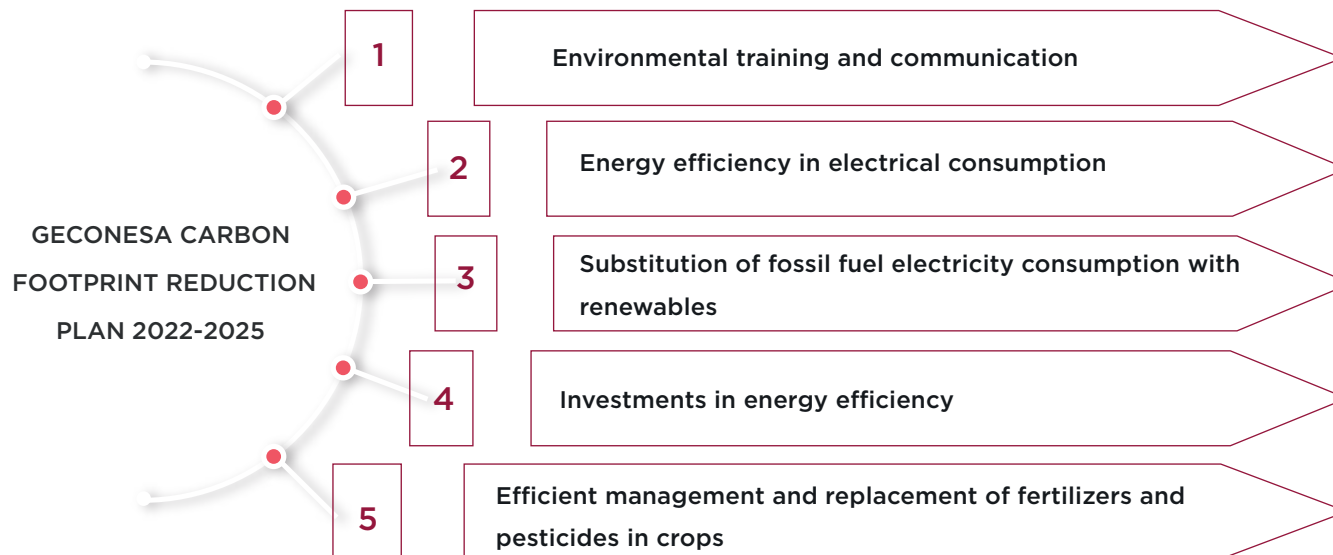 GECONESA CARBON
FOOTPRINT REDUCTION
PLAN 2022-2025
1
Environmental training and communication
2
Energy efficiency in electrical consumption
3
Substitution of fossil fuel electricity consumption with
renewables
4
Investments in energy efficiency
5
Efficient management and replacement of fertilizers and
pesticides in crops